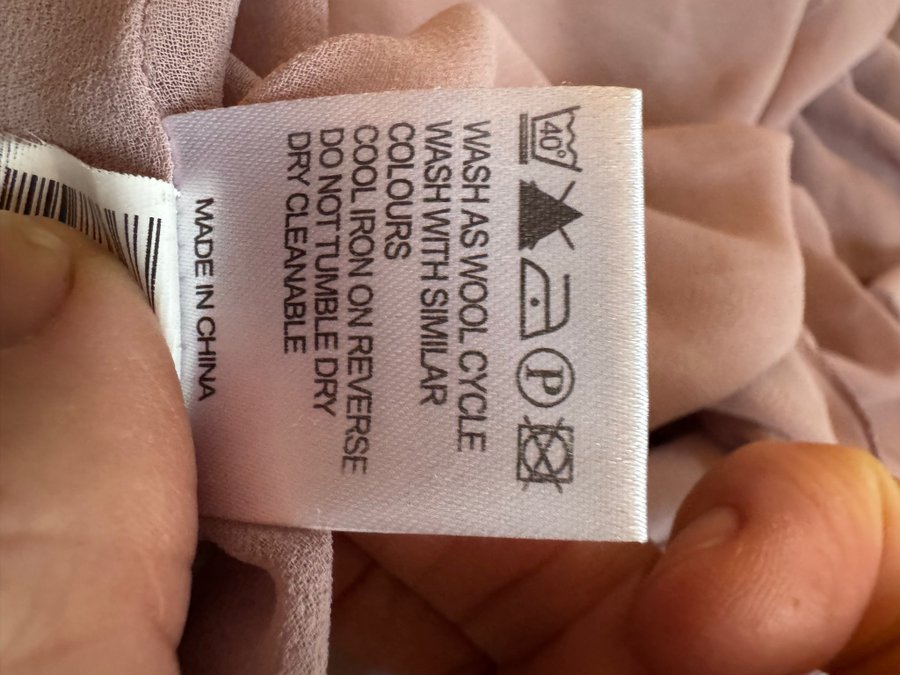 40°
P
WASH AS WOOL CYCLE
WASH WITH SIMILAR
COLOURS
COOL IRON ON REVERSE
DO NOT TUMBLE DRY
DRY CLEANABLE
MADE IN CHINA